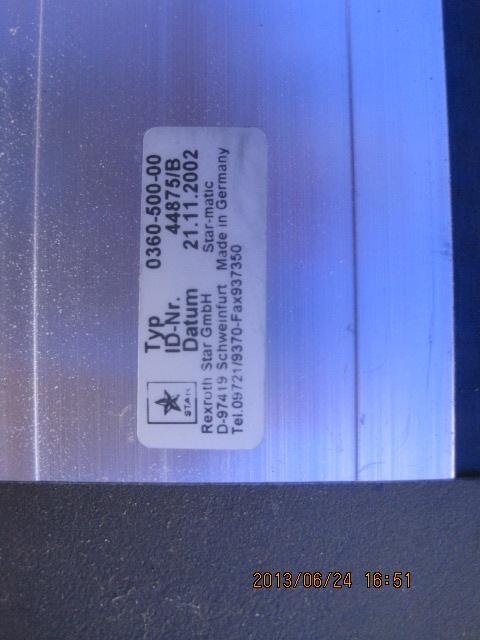 Typ 0360-500-00
ID-Nr. 44875/B
Datum 21.11.2002
STAR
Rexroth Star GmbH Star-matic
D-97419 Schweinfurt Made in Germany
Tel.09721/9370-Fax937350
2013/06/24 16:51